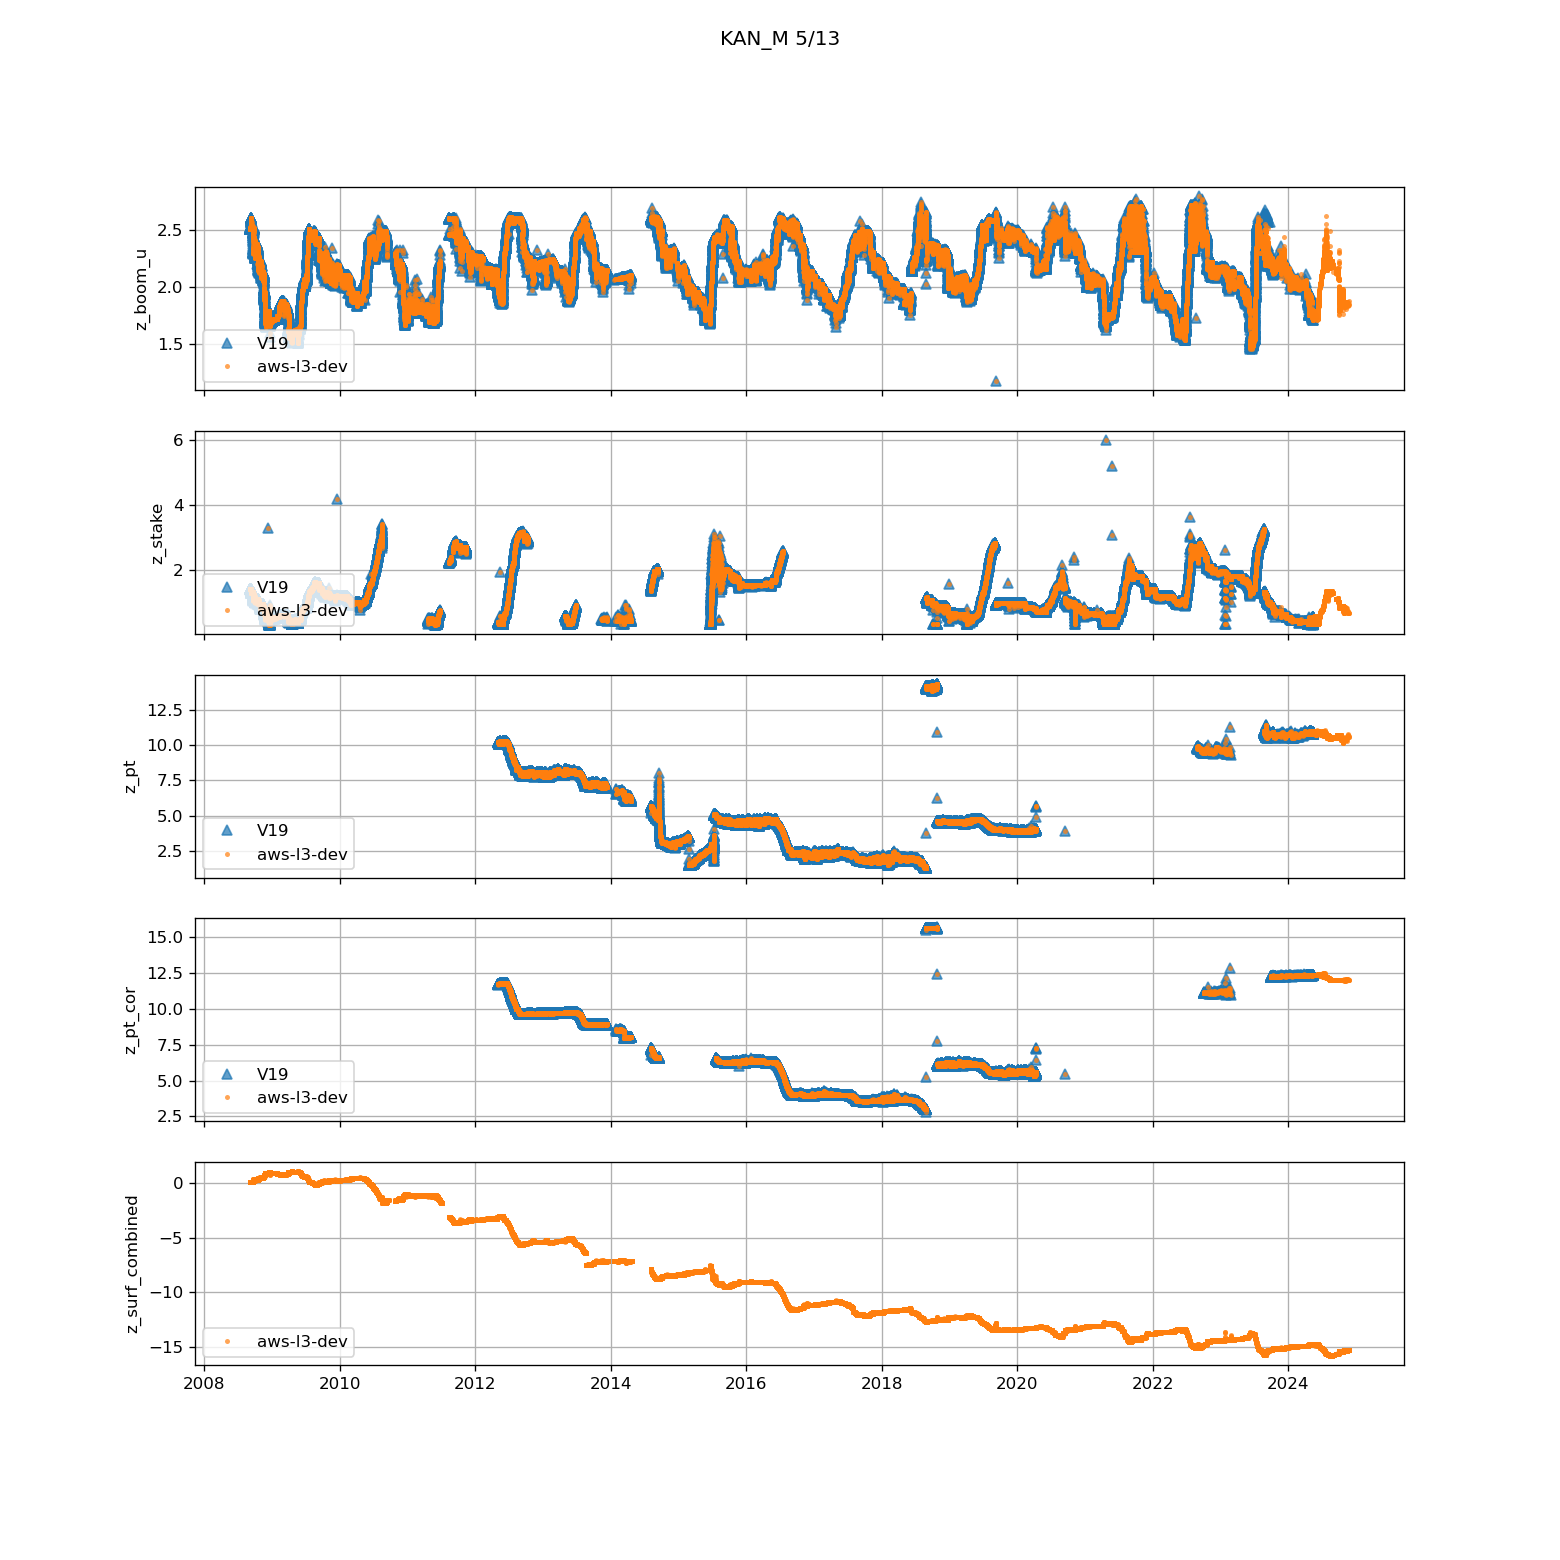 KAN_M 5/13
z_boom_u
2.5
2.0
1.5
V19
aws-l3-dev
z_stake
6
4
2
V19
aws-l3-dev
z_pt
12.5
10.0
7.5
5.0
2.5
V19
aws-l3-dev
z_pt_cor
15.0
12.5
10.0
7.5
5.0
2.5
V19
aws-l3-dev
z_surf_combined
0
−5
−10
−15
aws-l3-dev
2008 2010 2012 2014 2016 2018 2020 2022 2024